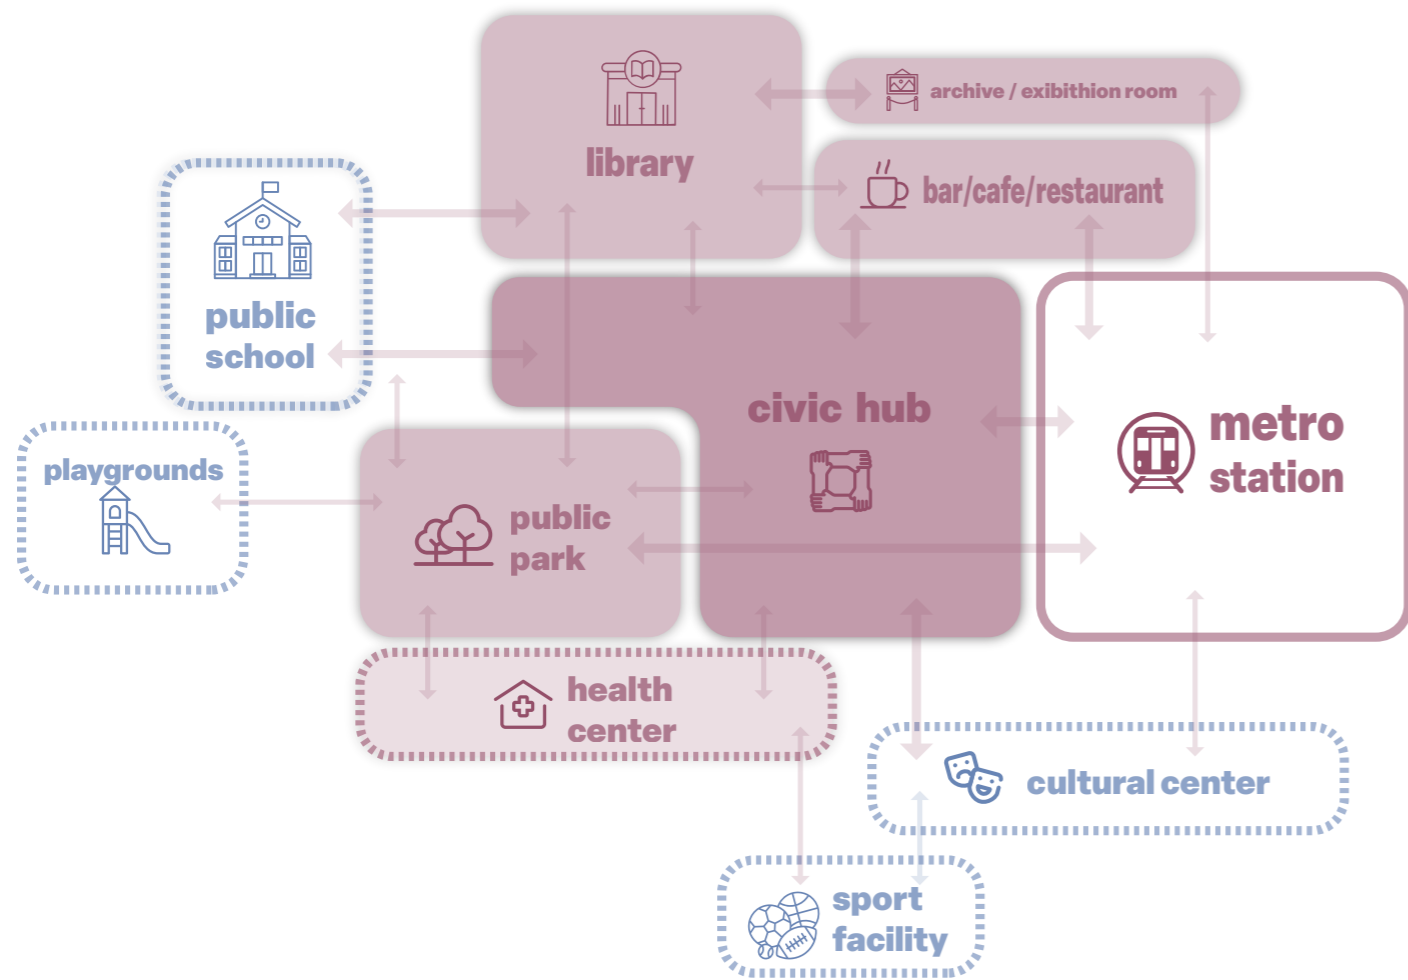 archive / exibithion room
library
bar/cafe/restaurant
public
school
civic hub
metro
station
playgrounds
public
park
health
center
cultural center
sport
facility